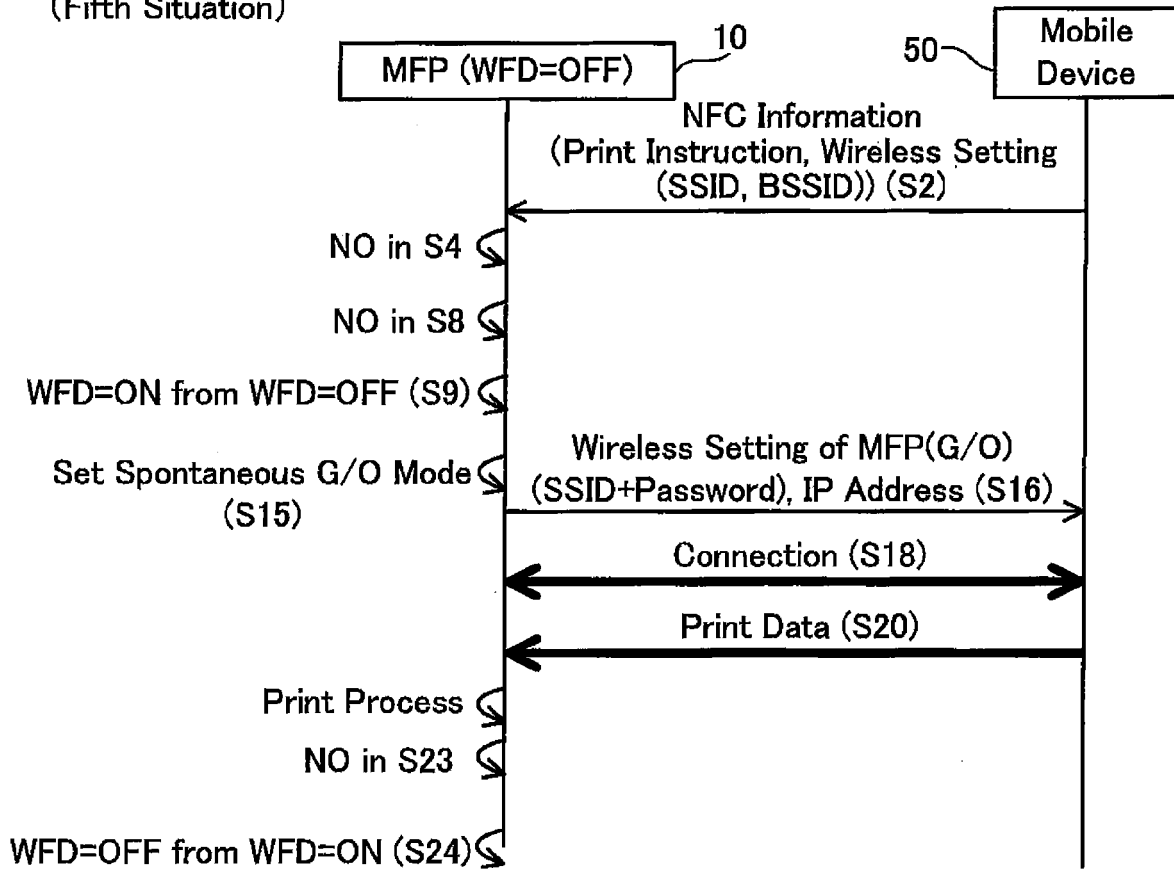 (Fifth Situation)
10
MFP (WFD=OFF)
50
Mobile
Device
NFC Information
(Print Instruction, Wireless Setting
(SSID, BSSID)) (S2)
NO in S4
NO in S8
WFD=ON from WFD=OFF (S9)
Set Spontaneous G/O Mode
(S15)
Wireless Setting of MFP(G/O)
(SSID+Password), IP Address (S16)
Connection (S18)
Print Data (S20)
Print Process
NO in S23
WFD=OFF from WFD=ON (S24)